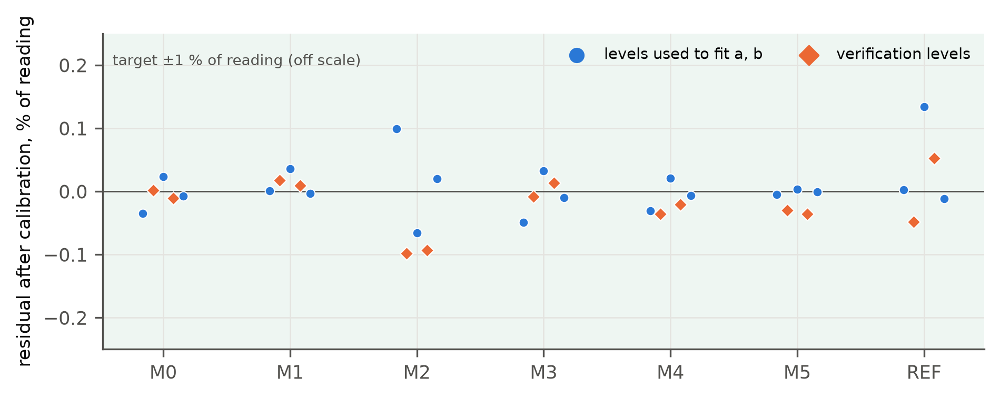 residual after calibration, % of reading
target ±1 % of reading (off scale)
levels used to fit a, b
verification levels
0.2
0.1
0.0
−0.1
−0.2
M0
M1
M2
M3
M4
M5
REF